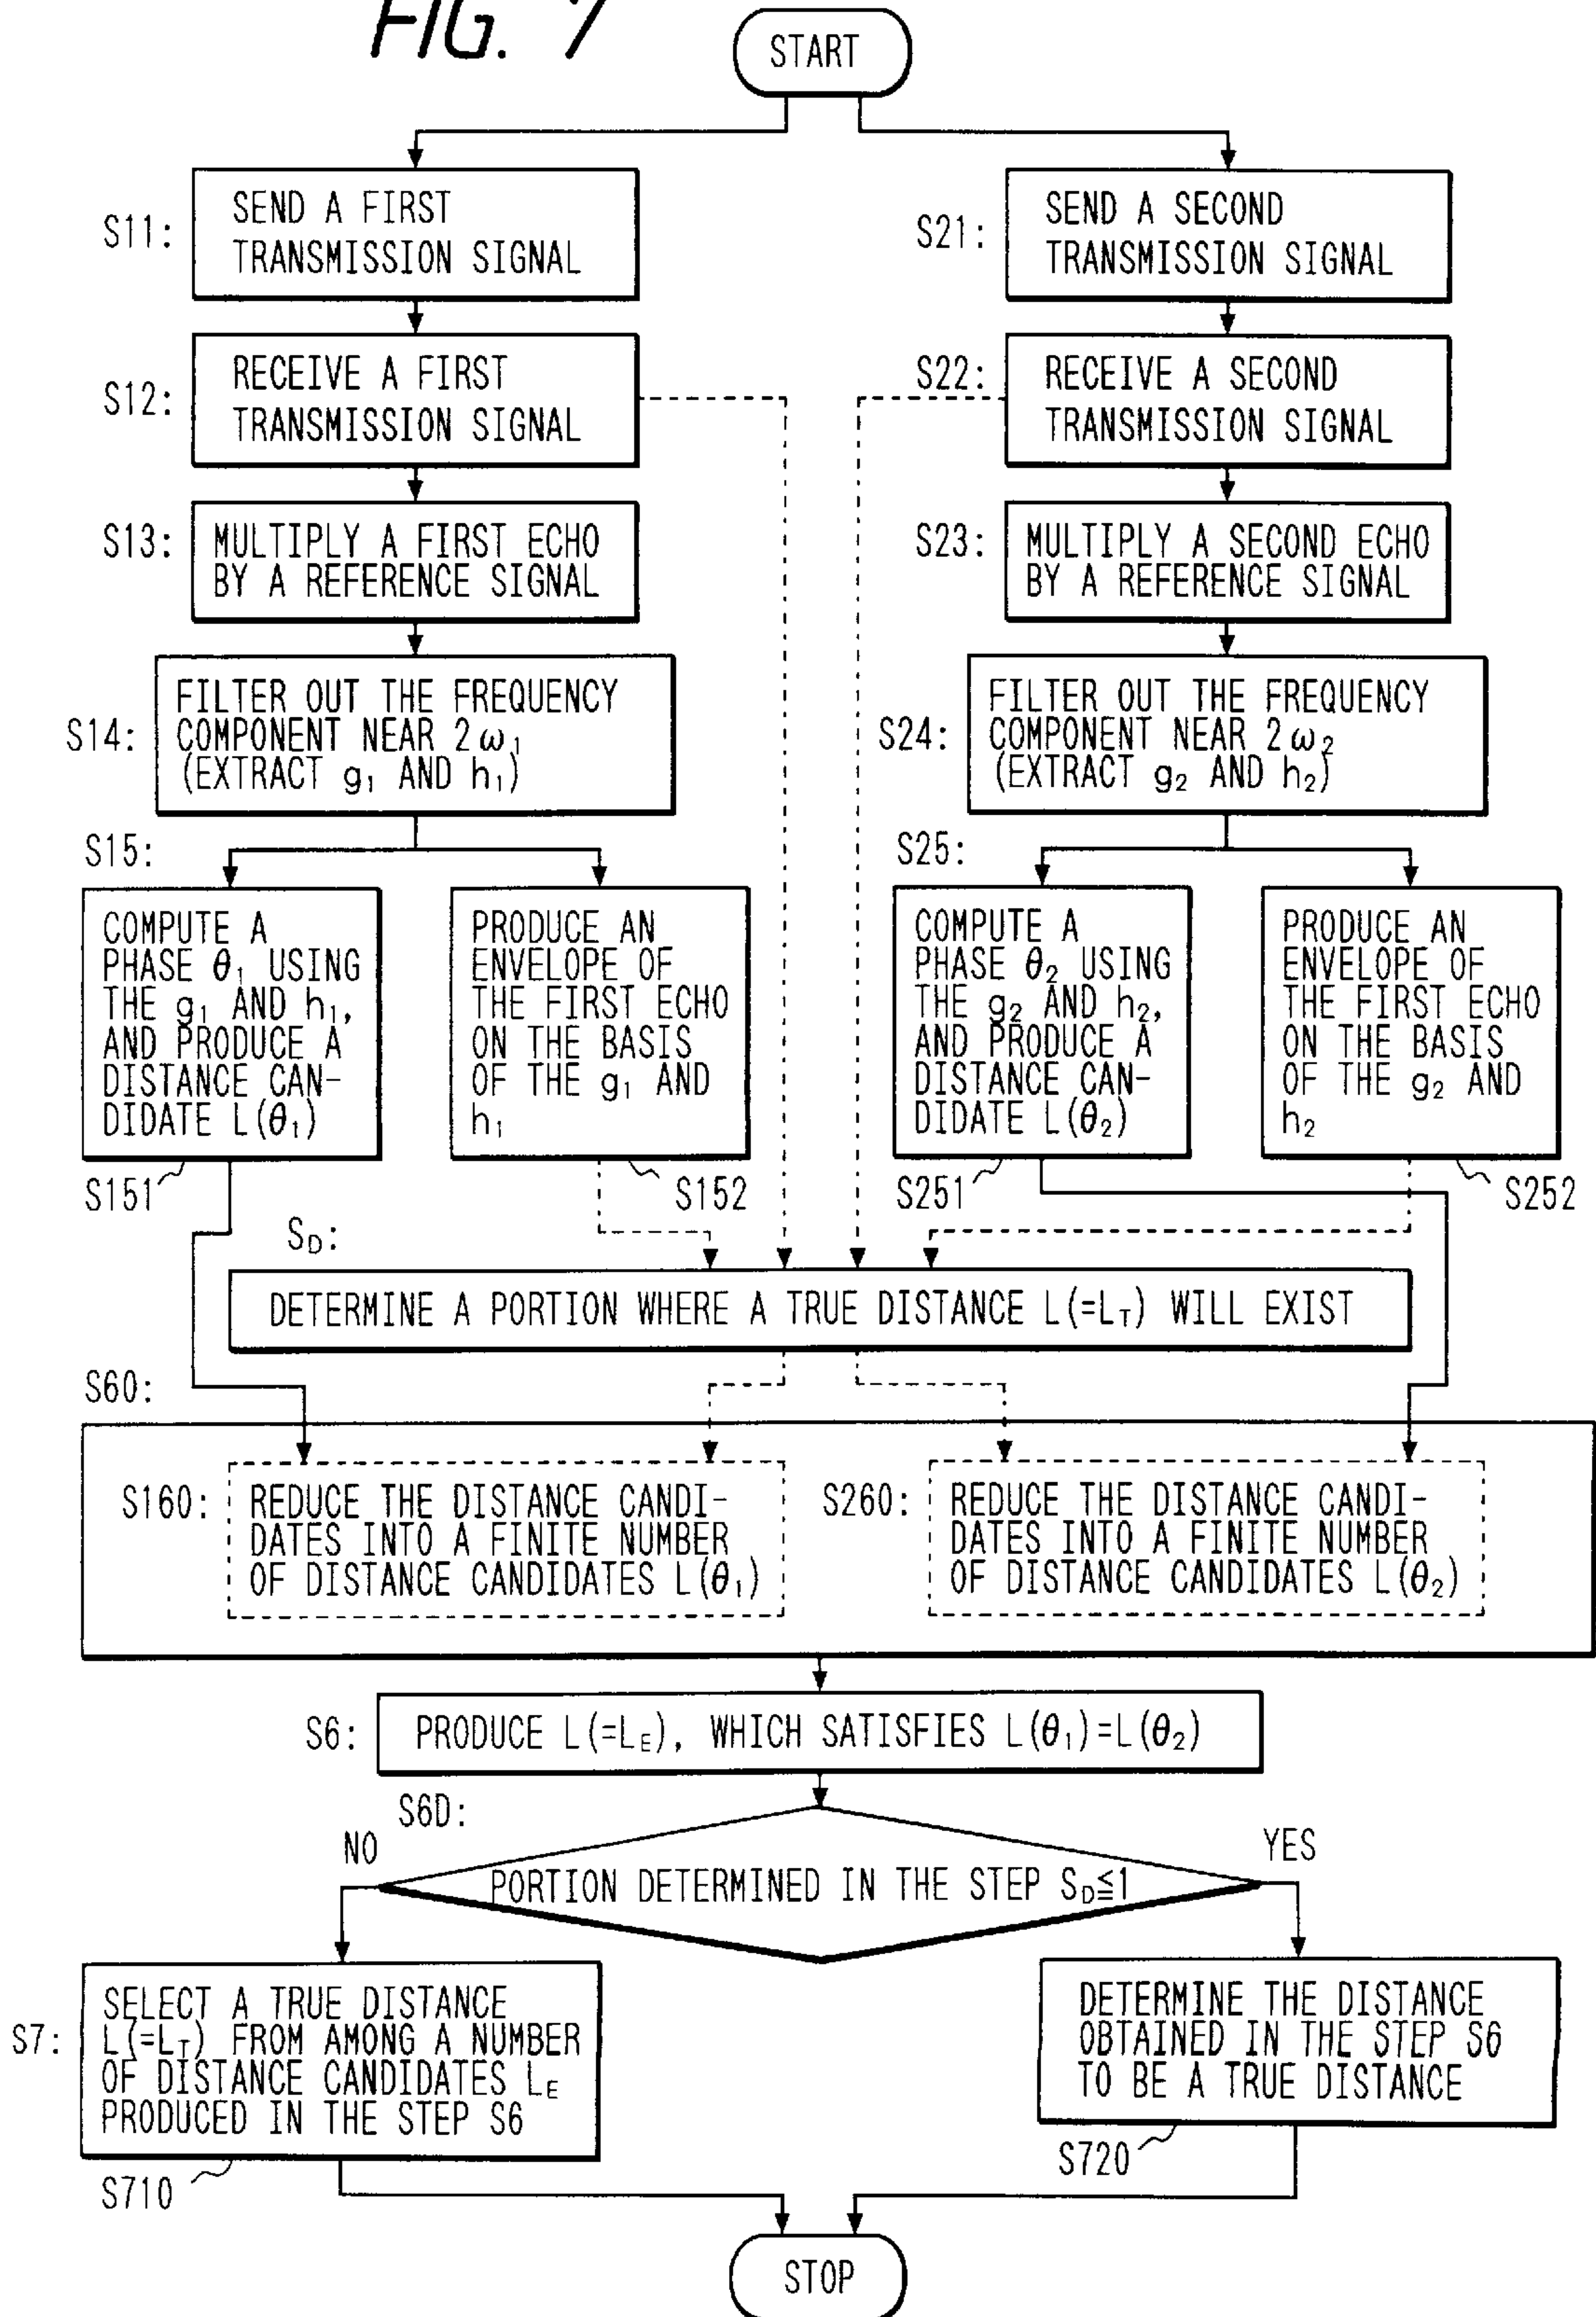 FIG. 7
START
S11:
SEND A FIRST
TRANSMISSION SIGNAL
S21:
SEND A SECOND
TRANSMISSION SIGNAL
S12:
RECEIVE A FIRST
TRANSMISSION SIGNAL
S22:
RECEIVE A SECOND
TRANSMISSION SIGNAL
S13:
MULTIPLY A FIRST ECHO
BY A REFERENCE SIGNAL
S23:
MULTIPLY A SECOND ECHO
BY A REFERENCE SIGNAL
S14:
FILTER OUT THE FREQUENCY
COMPONENT NEAR 2ω₁
(EXTRACT g₁ AND h₁)
S24:
FILTER OUT THE FREQUENCY
COMPONENT NEAR 2ω₂
(EXTRACT g₂ AND h₂)
S15:
COMPUTE A
PHASE θ₁ USING
THE g₁ AND h₁,
AND PRODUCE A
DISTANCE CAN-
DIDATE L(θ₁)
S151
PRODUCE AN
ENVELOPE OF
THE FIRST ECHO
ON THE BASIS
OF THE g₁ AND
h₁
S152
S25:
COMPUTE A
PHASE θ₂ USING
THE g₂ AND h₂,
AND PRODUCE A
DISTANCE CAN-
DIDATE L(θ₂)
S251
PRODUCE AN
ENVELOPE OF
THE FIRST ECHO
ON THE BASIS
OF THE g₂ AND
h₂
S252
S_D:
DETERMINE A PORTION WHERE A TRUE DISTANCE L(=L_T) WILL EXIST
S60:
S160:
REDUCE THE DISTANCE CANDI-
DATES INTO A FINITE NUMBER
OF DISTANCE CANDIDATES L(θ₁)
S260:
REDUCE THE DISTANCE CANDI-
DATES INTO A FINITE NUMBER
OF DISTANCE CANDIDATES L(θ₂)
S6:
PRODUCE L(=L_E), WHICH SATISFIES L(θ₁)=L(θ₂)
S6D:
NO
YES
PORTION DETERMINED IN THE STEP S_D≦1
S7:
SELECT A TRUE DISTANCE
L(=L_T) FROM AMONG A NUMBER
OF DISTANCE CANDIDATES L_E
PRODUCED IN THE STEP S6
S710
DETERMINE THE DISTANCE
OBTAINED IN THE STEP S6
TO BE A TRUE DISTANCE
S720
STOP